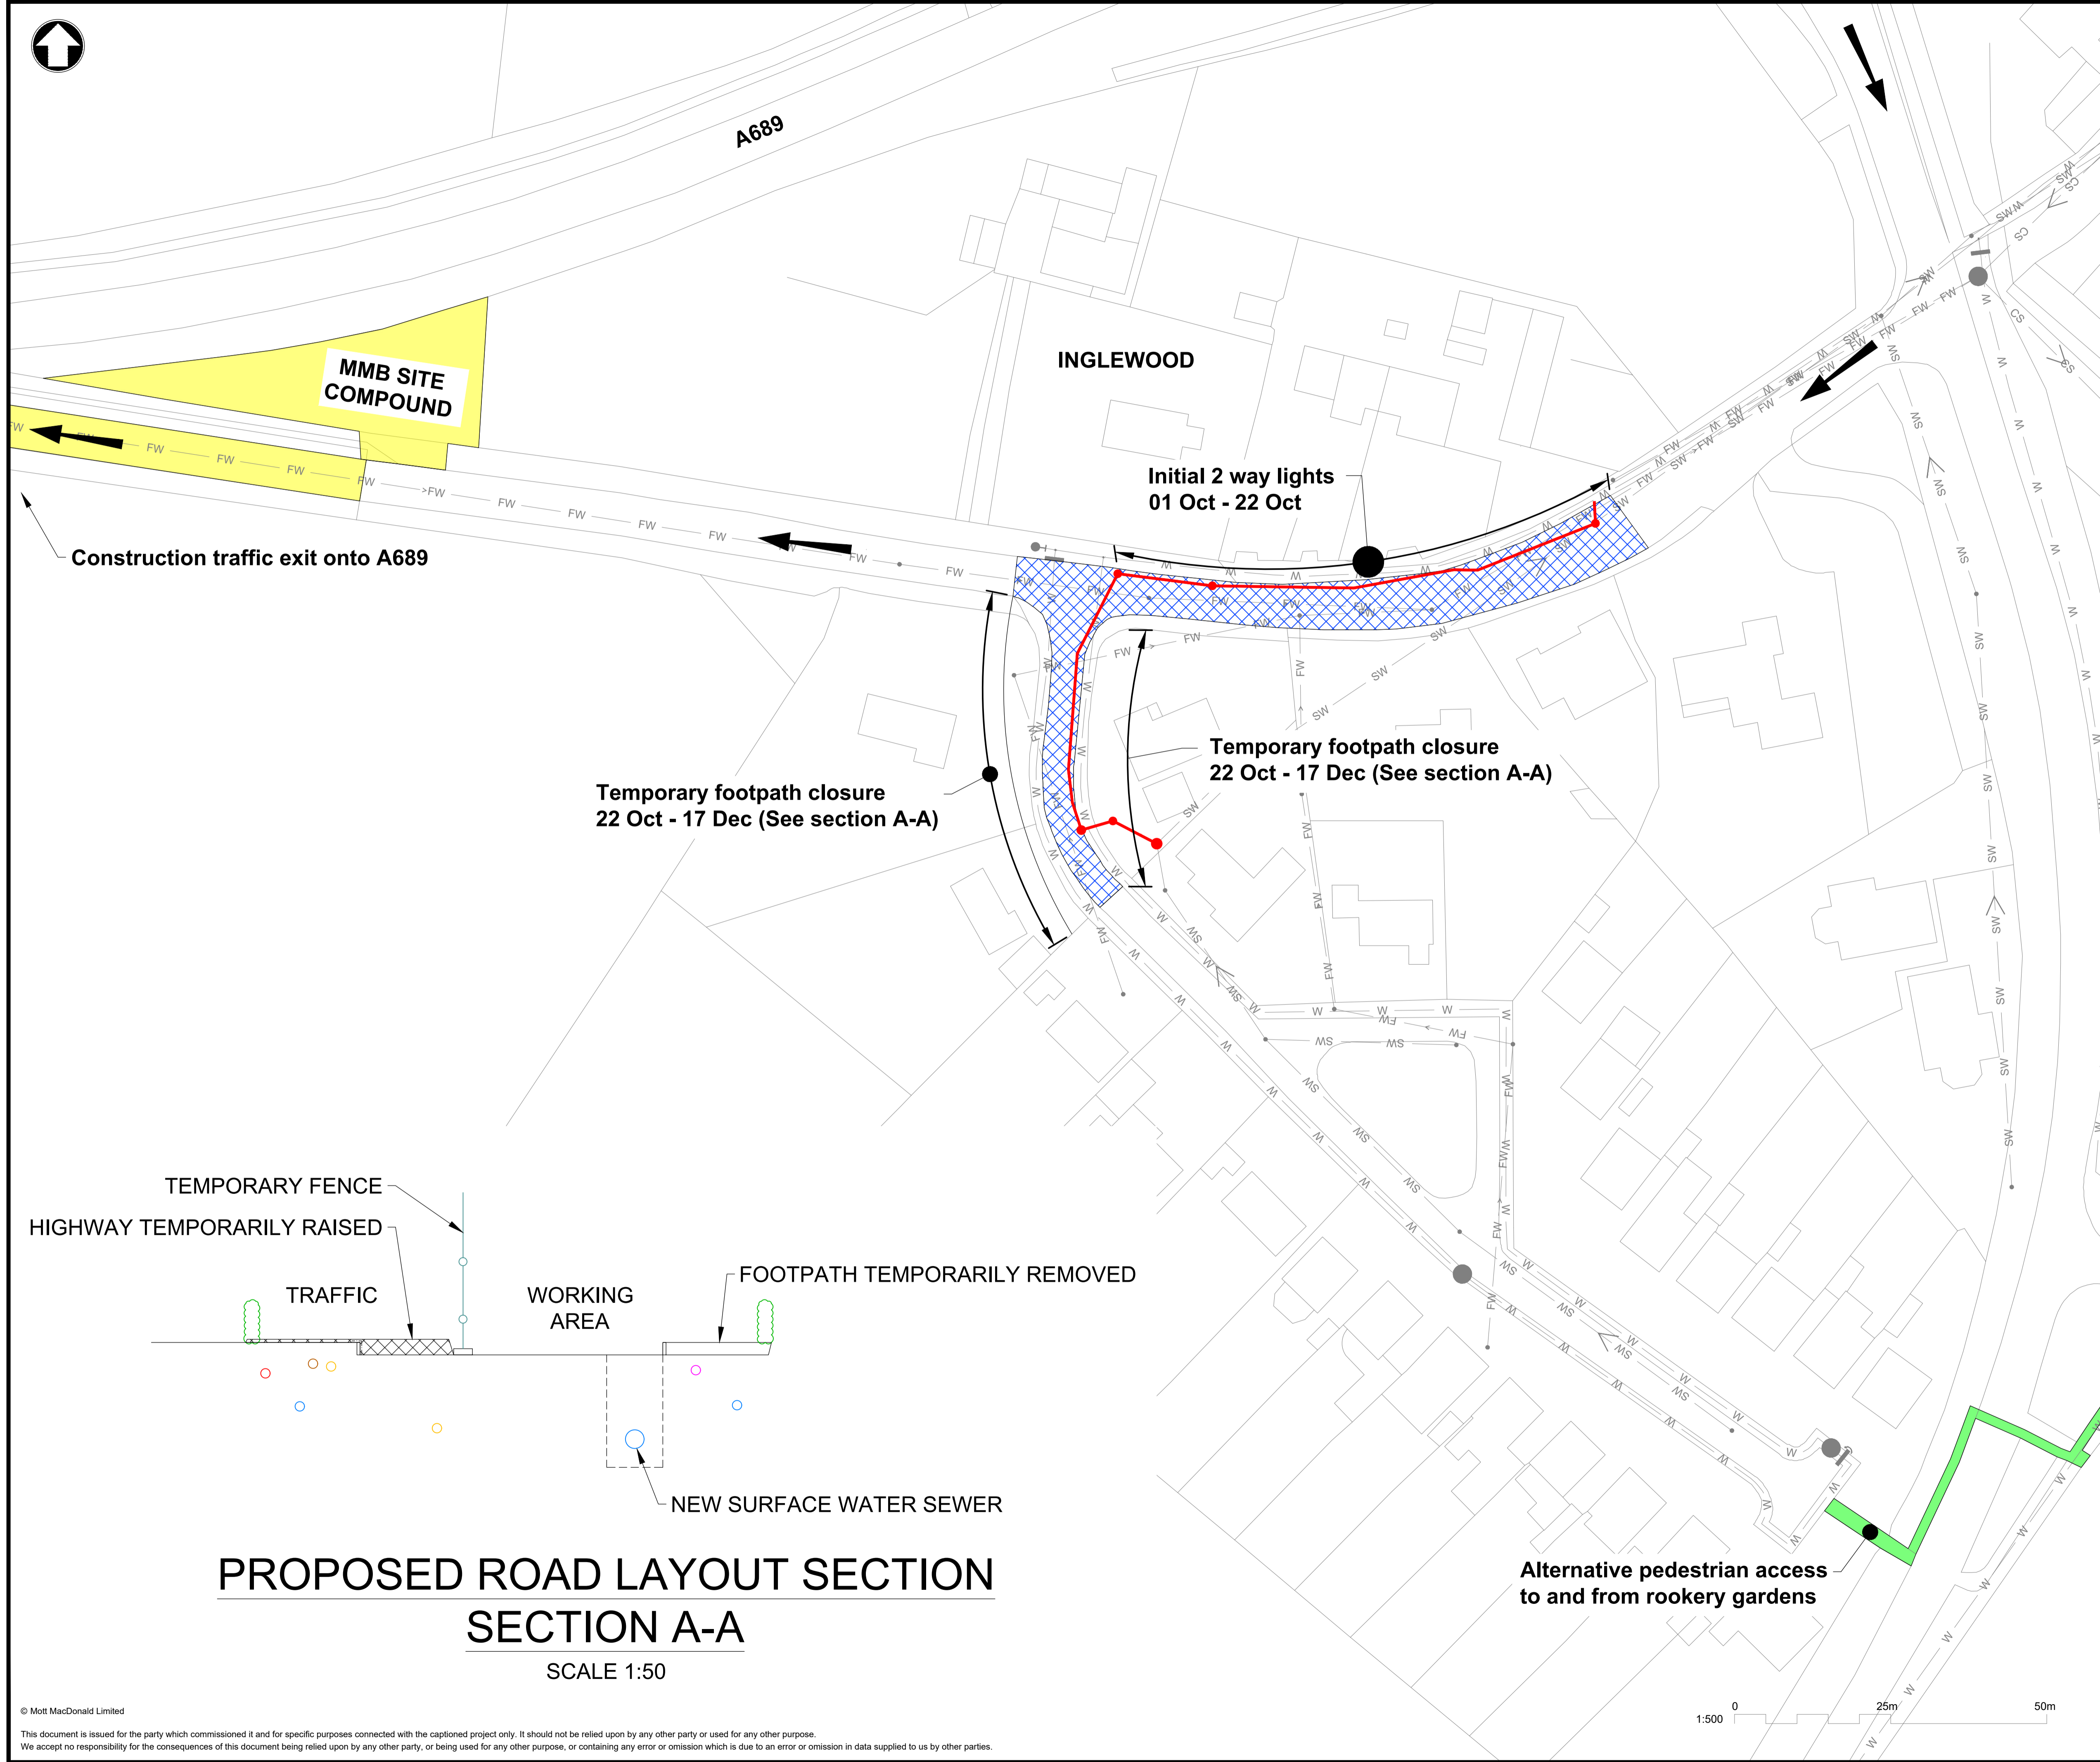 A689
MMB SITE
COMPOUND
INGLEWOOD
Initial 2 way lights
01 Oct - 22 Oct
Construction traffic exit onto A689
Temporary footpath closure
22 Oct - 17 Dec (See section A-A)
Temporary footpath closure
22 Oct - 17 Dec (See section A-A)
TEMPORARY FENCE
HIGHWAY TEMPORARILY RAISED
TRAFFIC
WORKING
AREA
FOOTPATH TEMPORARILY REMOVED
NEW SURFACE WATER SEWER
PROPOSED ROAD LAYOUT SECTION
SECTION A-A
SCALE 1:50
Alternative pedestrian access
to and from rookery gardens
1:500
0
25m
50m
© Mott MacDonald Limited
This document is issued for the party which commissioned it and for specific purposes connected with the captioned project only. It should not be relied upon by any other party or used for any other purpose.
We accept no responsibility for the consequences of this document being relied upon by any other party, or being used for any other purpose, or containing any error or omission which is due to an error or omission in data supplied to us by other parties.